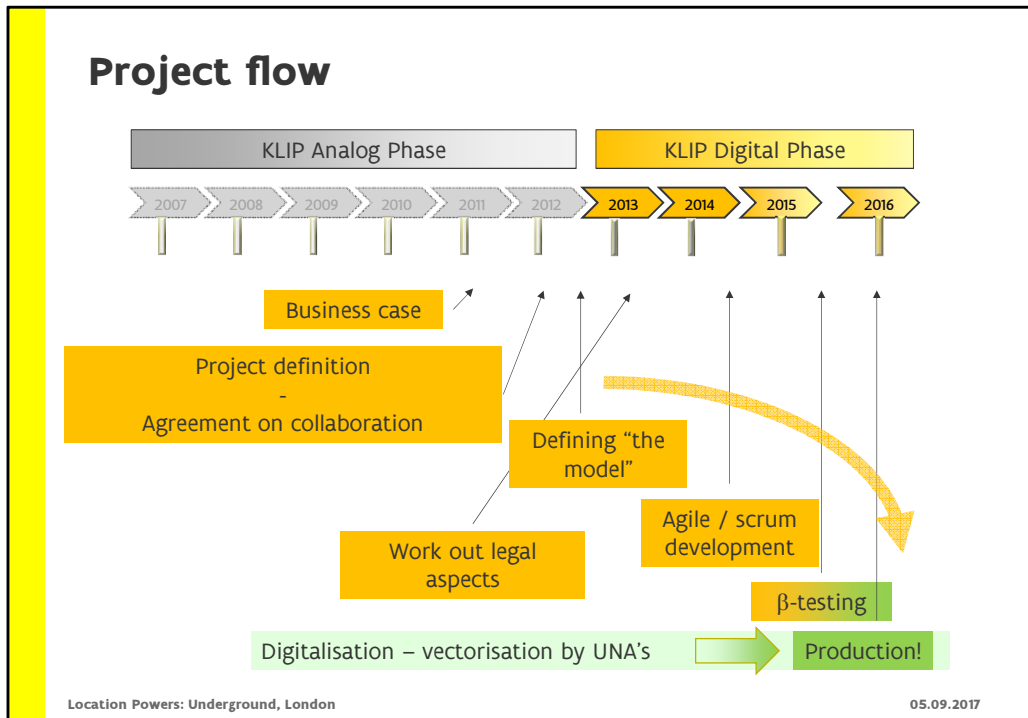 Project flow
KLIP Analog Phase
KLIP Digital Phase
2007
2008
2009
2010
2011
2012
2013
2014
2015
2016
Business case
Project definition
-
Agreement on collaboration
Defining “the
model”
Work out legal
aspects
Agile / scrum
development
β-testing
Digitalisation – vectorisation by UNA’s
Production!
Location Powers: Underground, London
05.09.2017